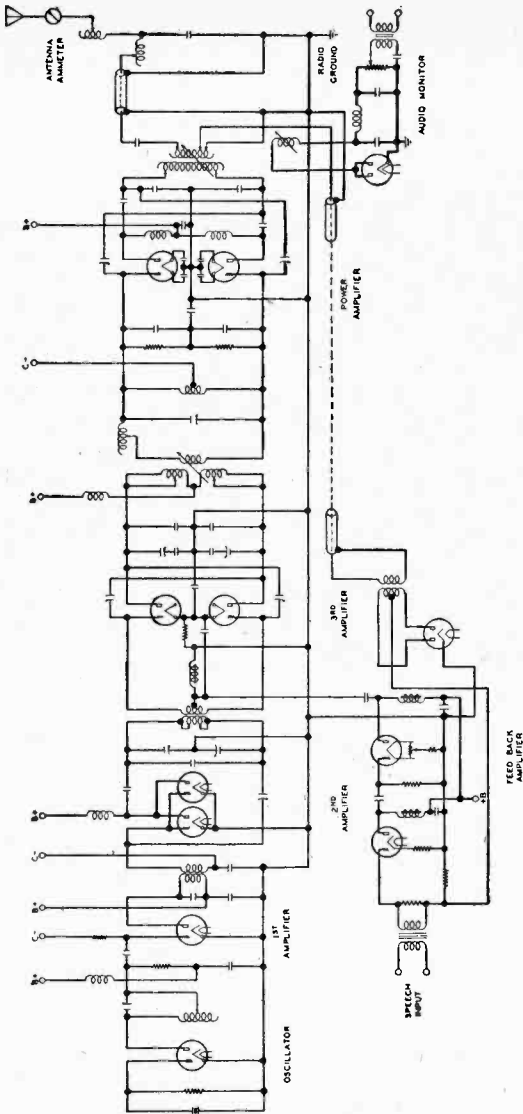 B+
C-
B+
C-
B+
B+
C-
B+
ANTENNA
AMMETER
OSCILLATOR
1ST
AMPLIFIER
2ND
AMPLIFIER
3RD
AMPLIFIER
POWER
AMPLIFIER
RADIO
GROUND
SPEECH
INPUT
+B
FEED BACK
AMPLIFIER
AUDIO MONITOR